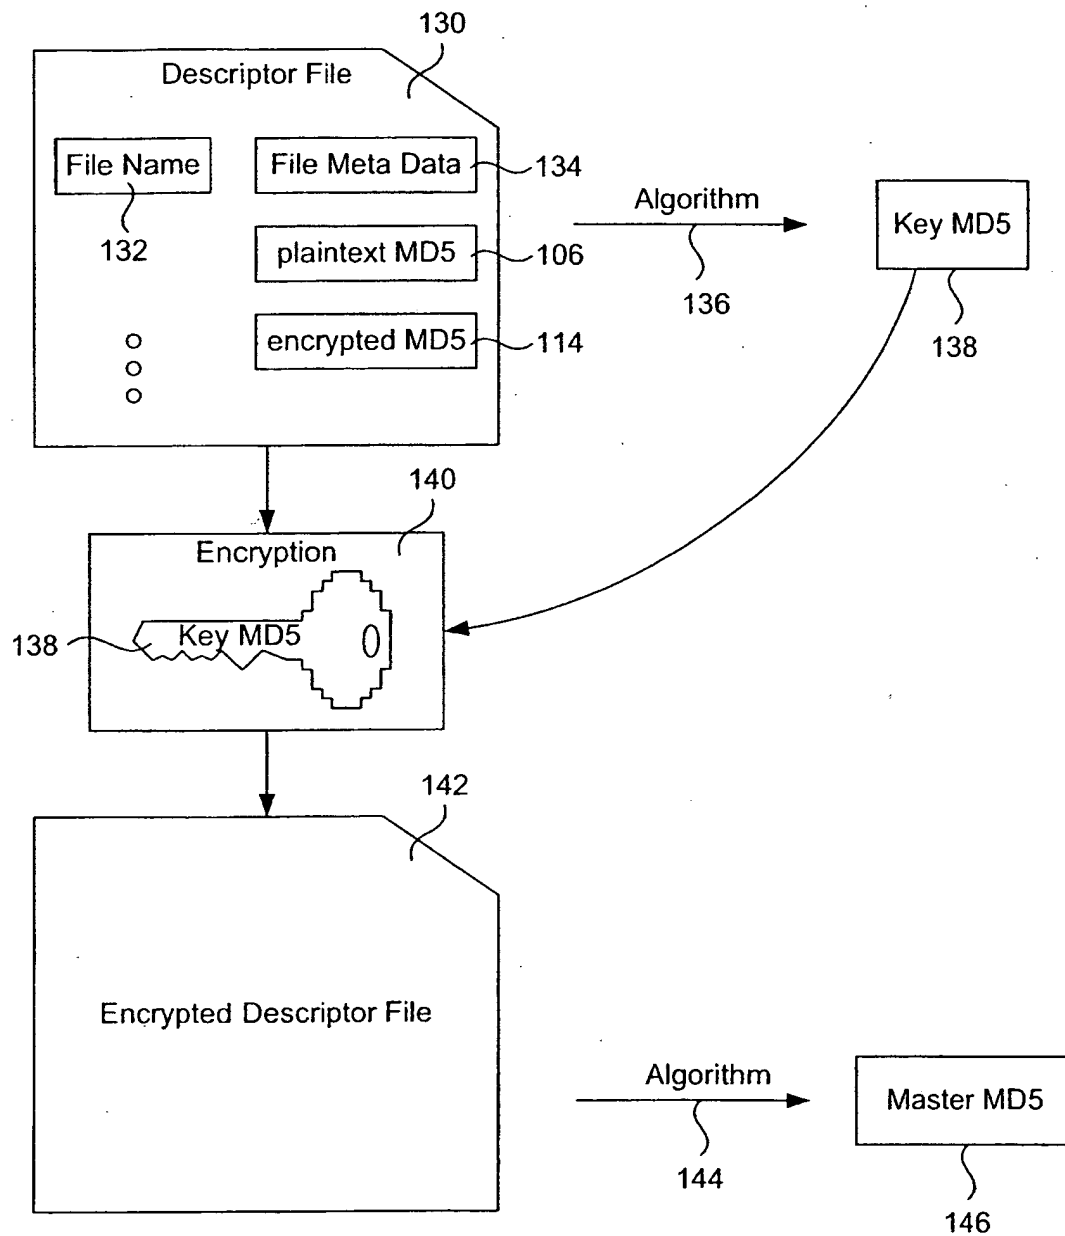 130
Descriptor File
File Name
File Meta Data
134
132
plaintext MD5
106
encrypted MD5
114
Algorithm
136
Key MD5
138
140
Encryption
138
Key MD5
142
Encrypted Descriptor File
Algorithm
144
Master MD5
146